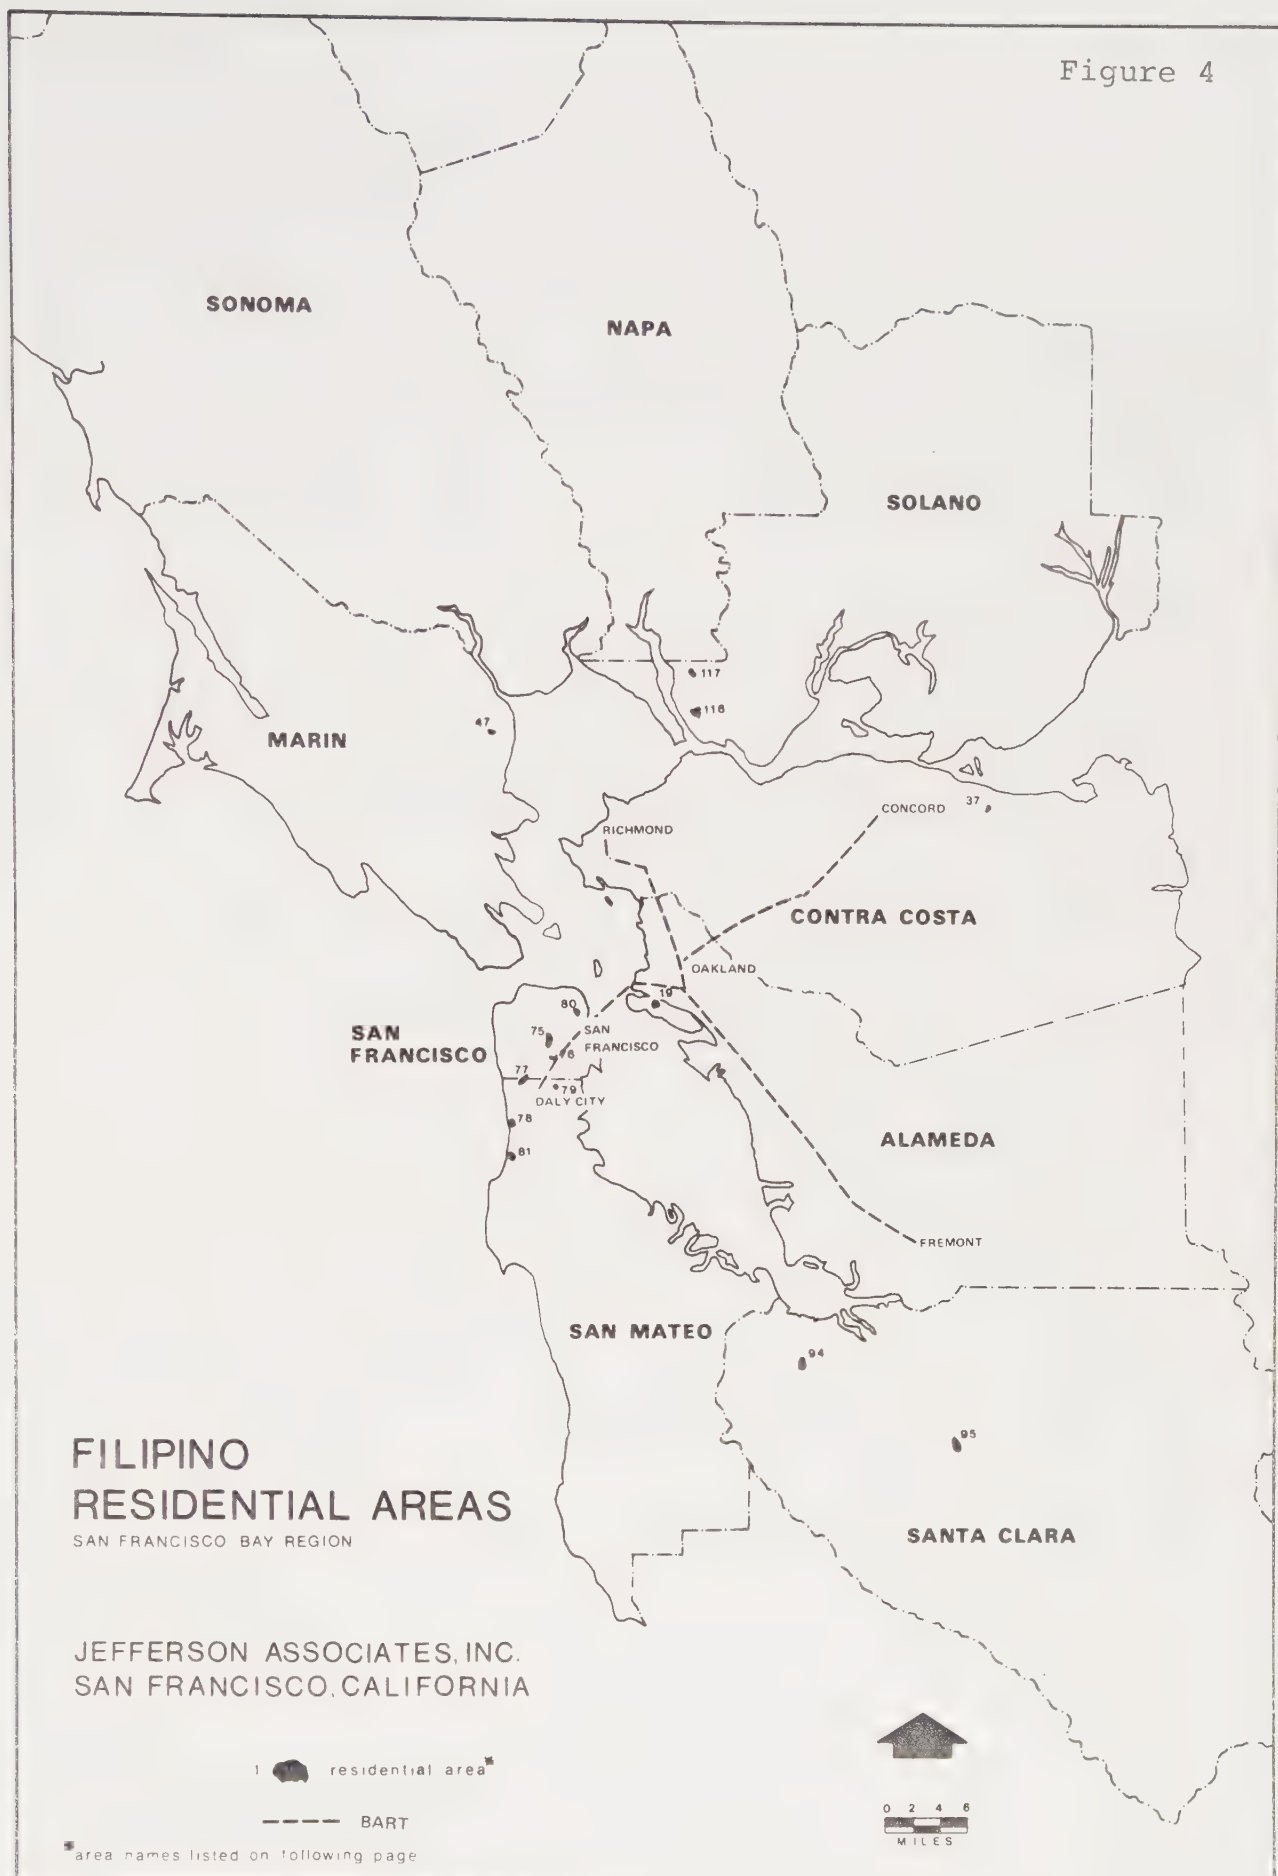 Figure 4
SONOMA
NAPA
SOLANO
117
116
MARIN
47
37
CONCORD
RICHMOND
CONTRA COSTA
OAKLAND
19
80
SAN
FRANCISCO
75
SAN
FRANCISCO
76
77
79
DALY CITY
78
81
ALAMEDA
FREMONT
SAN MATEO
94
95
SANTA CLARA
FILIPINO
RESIDENTIAL AREAS
SAN FRANCISCO BAY REGION
JEFFERSON ASSOCIATES, INC.
SAN FRANCISCO, CALIFORNIA
1 residential area*
BART
*area names listed on following page
0 2 4 6
MILES